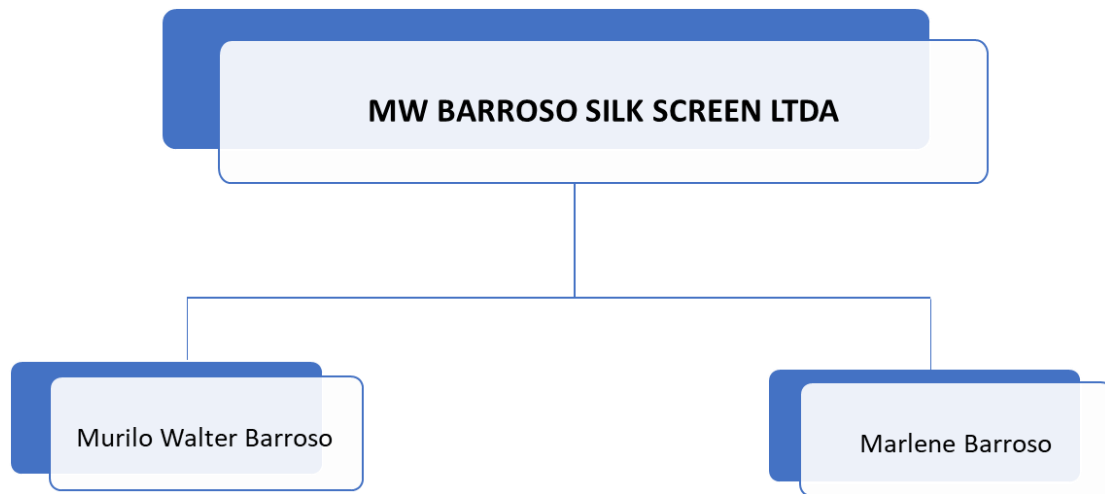 MW BARROSO SILK SCREEN LTDA
Murilo Walter Barroso
Marlene Barroso